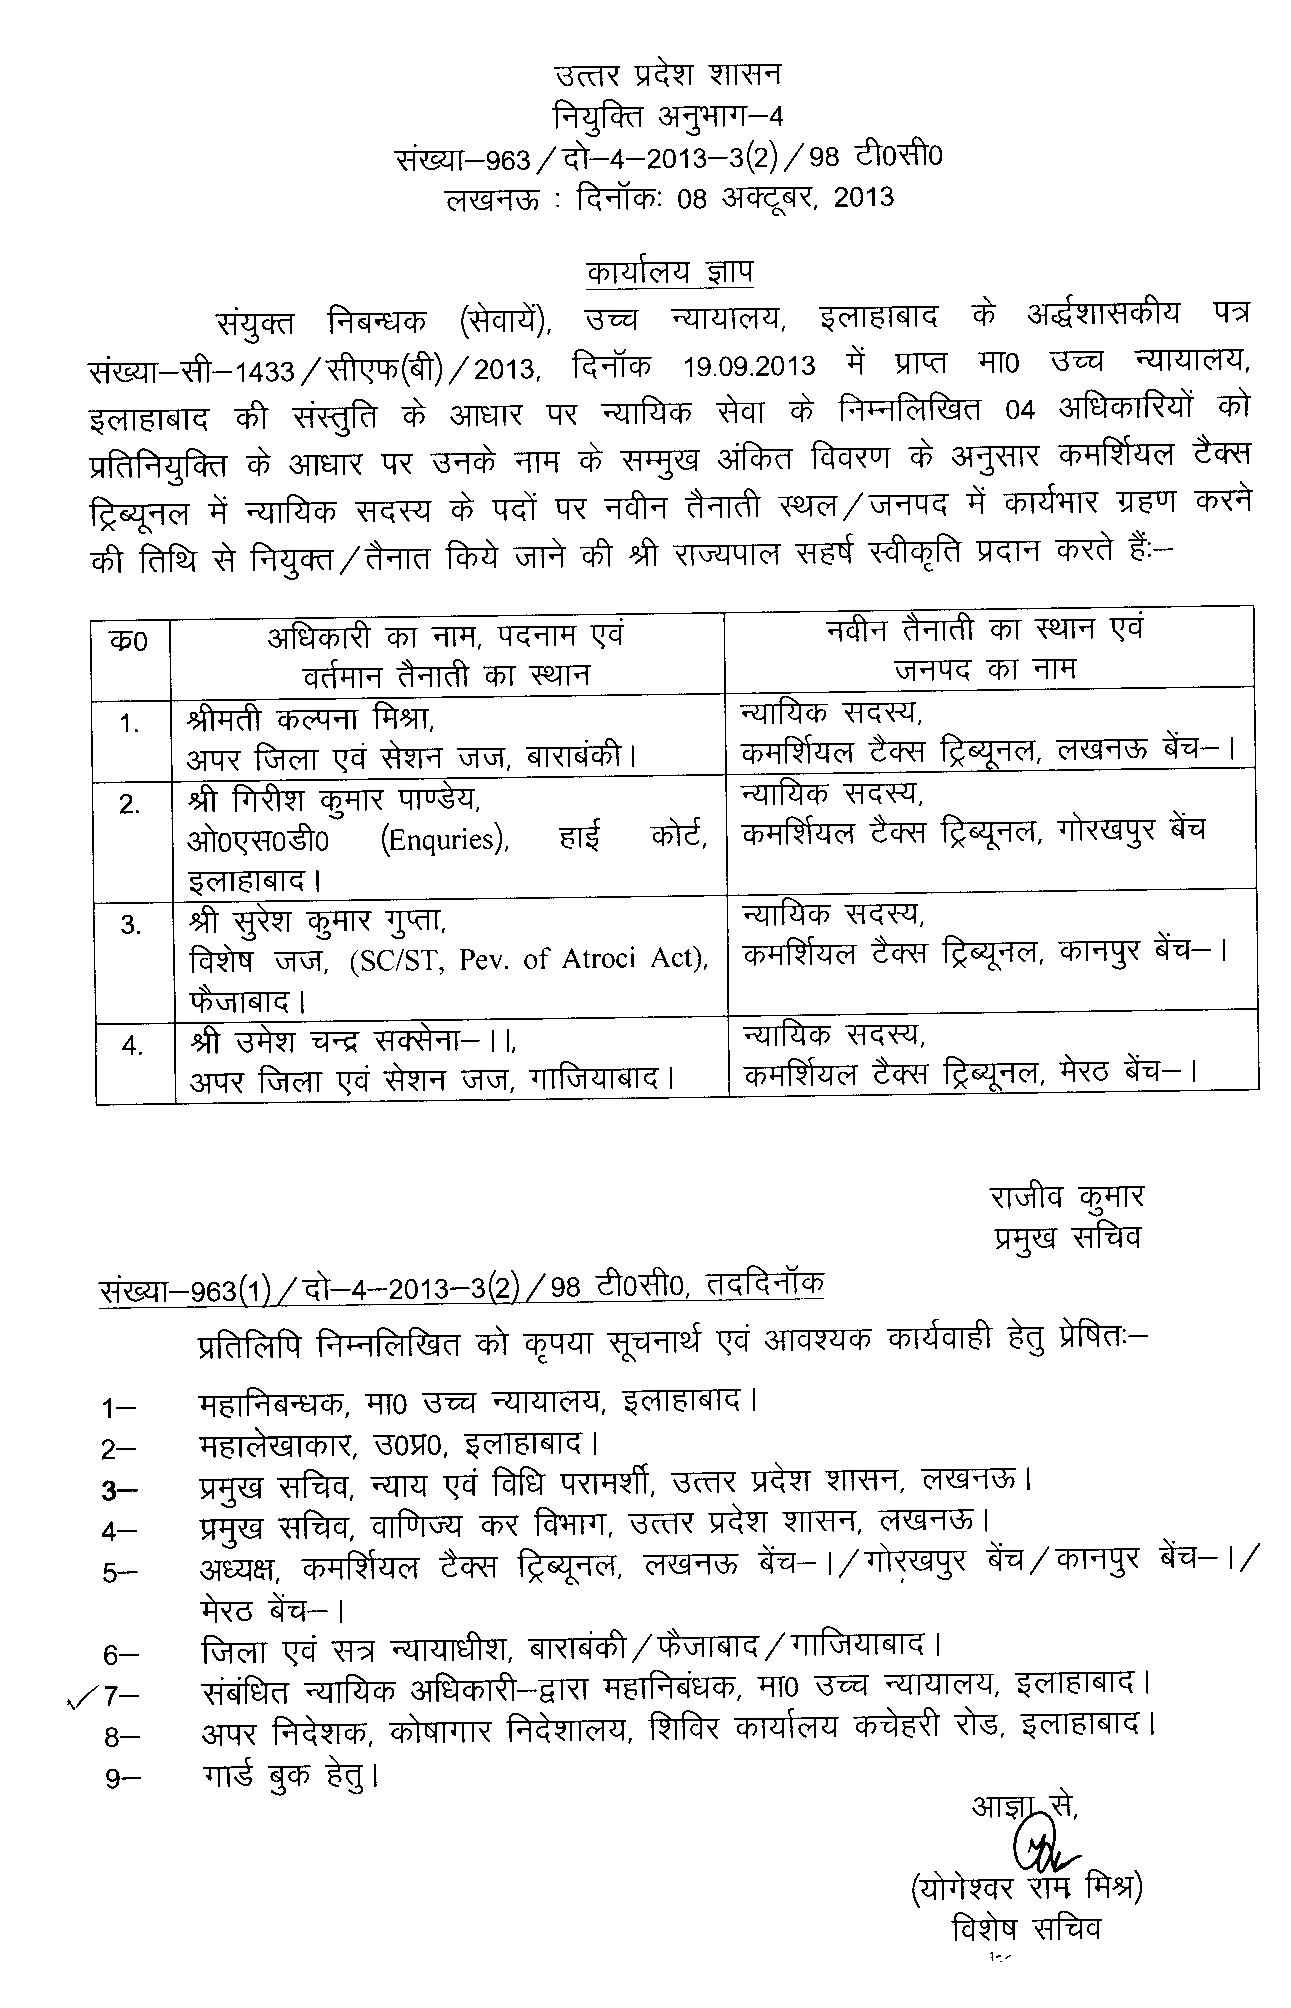 उत्तर प्रदेश शासन
नियुक्ति अनुभाग–4
संख्या–963/दो–4–2013–3(2)/98 टी0सी0
लखनऊ : दिनॉकः 08 अक्टूबर, 2013
कार्यालय ज्ञाप
संयुक्त निबन्धक (सेवायें), उच्च न्यायालय, इलाहाबाद के अर्द्धशासकीय पत्र
संख्या–सी–1433/सीएफ(बी)/2013, दिनॉक 19.09.2013 में प्राप्त मा0 उच्च न्यायालय,
इलाहाबाद की संस्तुति के आधार पर न्यायिक सेवा के निम्नलिखित 04 अधिकारियों को
प्रतिनियुक्ति के आधार पर उनके नाम के सम्मुख अंकित विवरण के अनुसार कमर्शियल टैक्स
ट्रिब्यूनल में न्यायिक सदस्य के पदों पर नवीन तैनाती स्थल/जनपद में कार्यभार ग्रहण करने
की तिथि से नियुक्त/तैनात किये जाने की श्री राज्यपाल सहर्ष स्वीकृति प्रदान करते हैंः–
क0 अधिकारी का नाम, पदनाम एवं नवीन तैनाती का स्थान एवं
वर्तमान तैनाती का स्थान जनपद का नाम
1. श्रीमती कल्पना मिश्रा, न्यायिक सदस्य,
अपर जिला एवं सेशन जज, बाराबंकी। कमर्शियल टैक्स ट्रिब्यूनल, लखनऊ बेंच–।
2. श्री गिरीश कुमार पाण्डेय, न्यायिक सदस्य,
ओ0एस0डी0 (Enquries), हाई कोर्ट, कमर्शियल टैक्स ट्रिब्यूनल, गोरखपुर बेंच
इलाहाबाद।
3. श्री सुरेश कुमार गुप्ता, न्यायिक सदस्य,
विशेष जज, (SC/ST, Pev. of Atroci Act), कमर्शियल टैक्स ट्रिब्यूनल, कानपुर बेंच–।
फैजाबाद।
4. श्री उमेश चन्द्र सक्सेना–।।, न्यायिक सदस्य,
अपर जिला एवं सेशन जज, गाजियाबाद। कमर्शियल टैक्स ट्रिब्यूनल, मेरठ बेंच–।
राजीव कुमार
प्रमुख सचिव
संख्या–963(1)/दो–4–2013–3(2)/98 टी0सी0, तददिनॉक
प्रतिलिपि निम्नलिखित को कृपया सूचनार्थ एवं आवश्यक कार्यवाही हेतु प्रेषितः–
1– महानिबन्धक, मा0 उच्च न्यायालय, इलाहाबाद।
2– महालेखाकार, उ0प्र0, इलाहाबाद।
3– प्रमुख सचिव, न्याय एवं विधि परामर्शी, उत्तर प्रदेश शासन, लखनऊ।
4– प्रमुख सचिव, वाणिज्य कर विभाग, उत्तर प्रदेश शासन, लखनऊ।
5– अध्यक्ष, कमर्शियल टैक्स ट्रिब्यूनल, लखनऊ बेंच–।/गोरखपुर बेंच/कानपुर बेंच–।/
मेरठ बेंच–।
6– जिला एवं सत्र न्यायाधीश, बाराबंकी/फैजाबाद/गाजियाबाद।
✓7– संबंधित न्यायिक अधिकारी–द्वारा महानिबंधक, मा0 उच्च न्यायालय, इलाहाबाद।
8– अपर निदेशक, कोषागार निदेशालय, शिविर कार्यालय कचेहरी रोड, इलाहाबाद।
9– गार्ड बुक हेतु।
आज्ञा से,
(योगेश्वर राम मिश्र)
विशेष सचिव